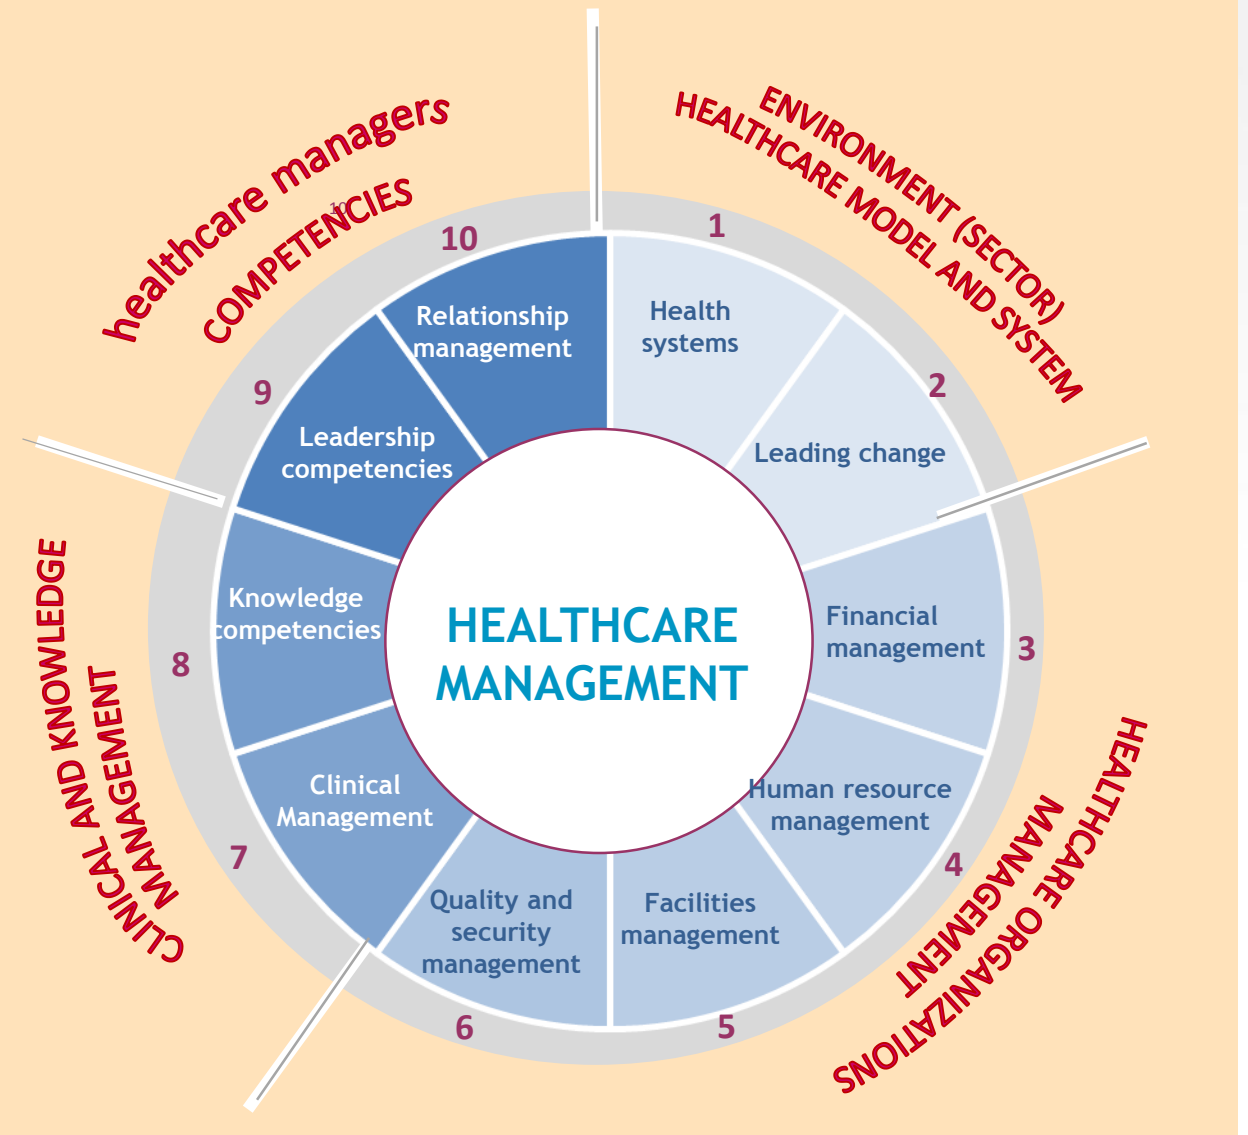 healthcare managers
COMPETENCIES
10
ENVIRONMENT (SECTOR)
HEALTHCARE MODEL AND SYSTEM
1
Health
systems
2
Leading change
3
Financial
management
4
Human resource
management
HEALTHCARE ORGANIZATIONS
MANAGEMENT
5
Facilities
management
6
Quality and
security
management
7
Clinical
Management
CLINICAL AND KNOWLEDGE
MANAGEMENT
8
Knowledge
competencies
9
Leadership
competencies
10
Relationship
management
HEALTHCARE
MANAGEMENT